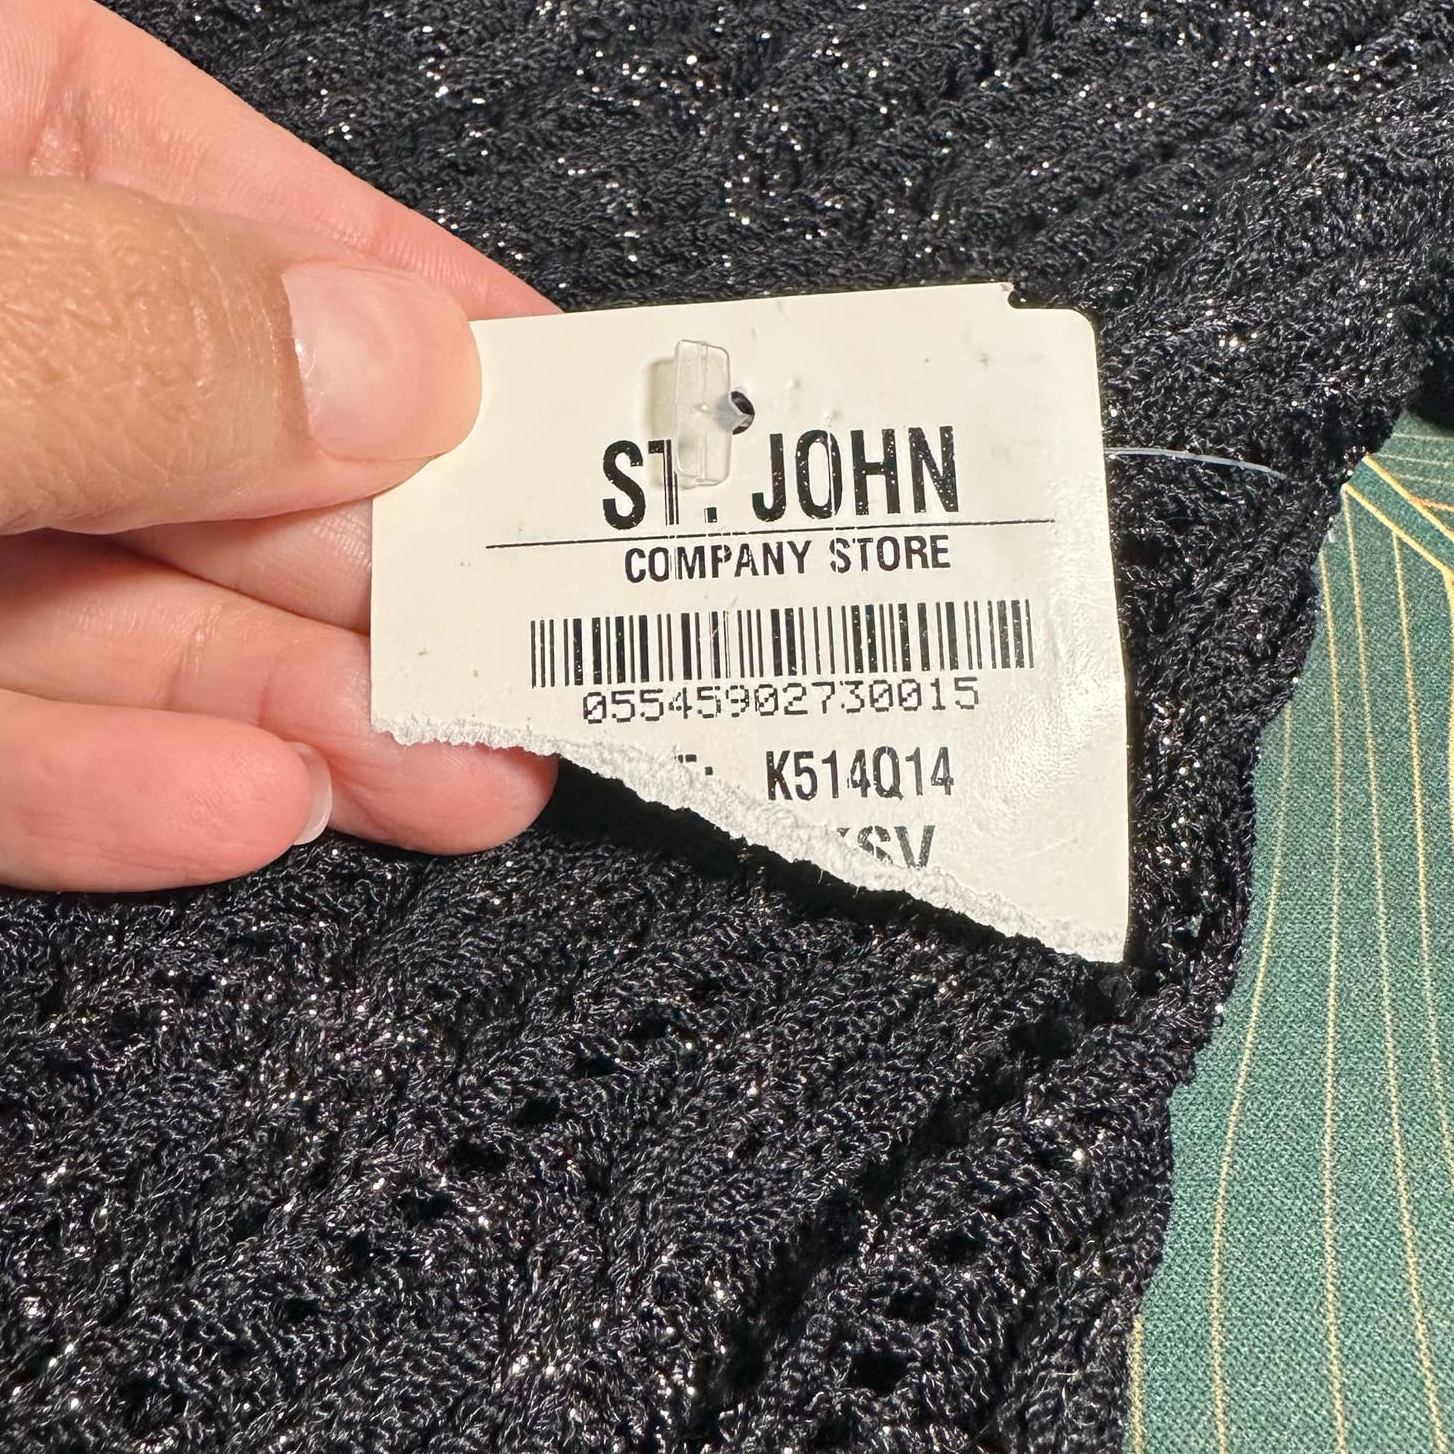 ST. JOHN
COMPANY STORE
05545902730015
K514Q14